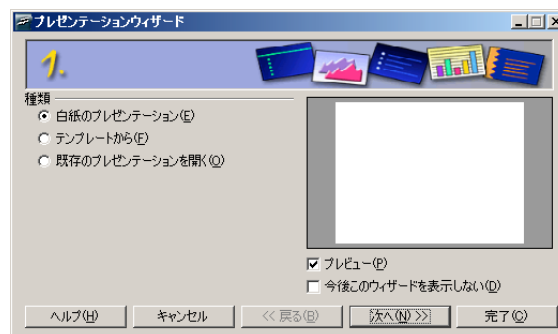 プレゼンテーションウィザード
1.
種類
白紙のプレゼンテーション(E)
テンプレートから(F)
既存のプレゼンテーションを開く(O)
プレビュー(P)
今後このウィザードを表示しない(D)
ヘルプ(H) キャンセル << 戻る(B) 次へ(N) >> 完了(C)